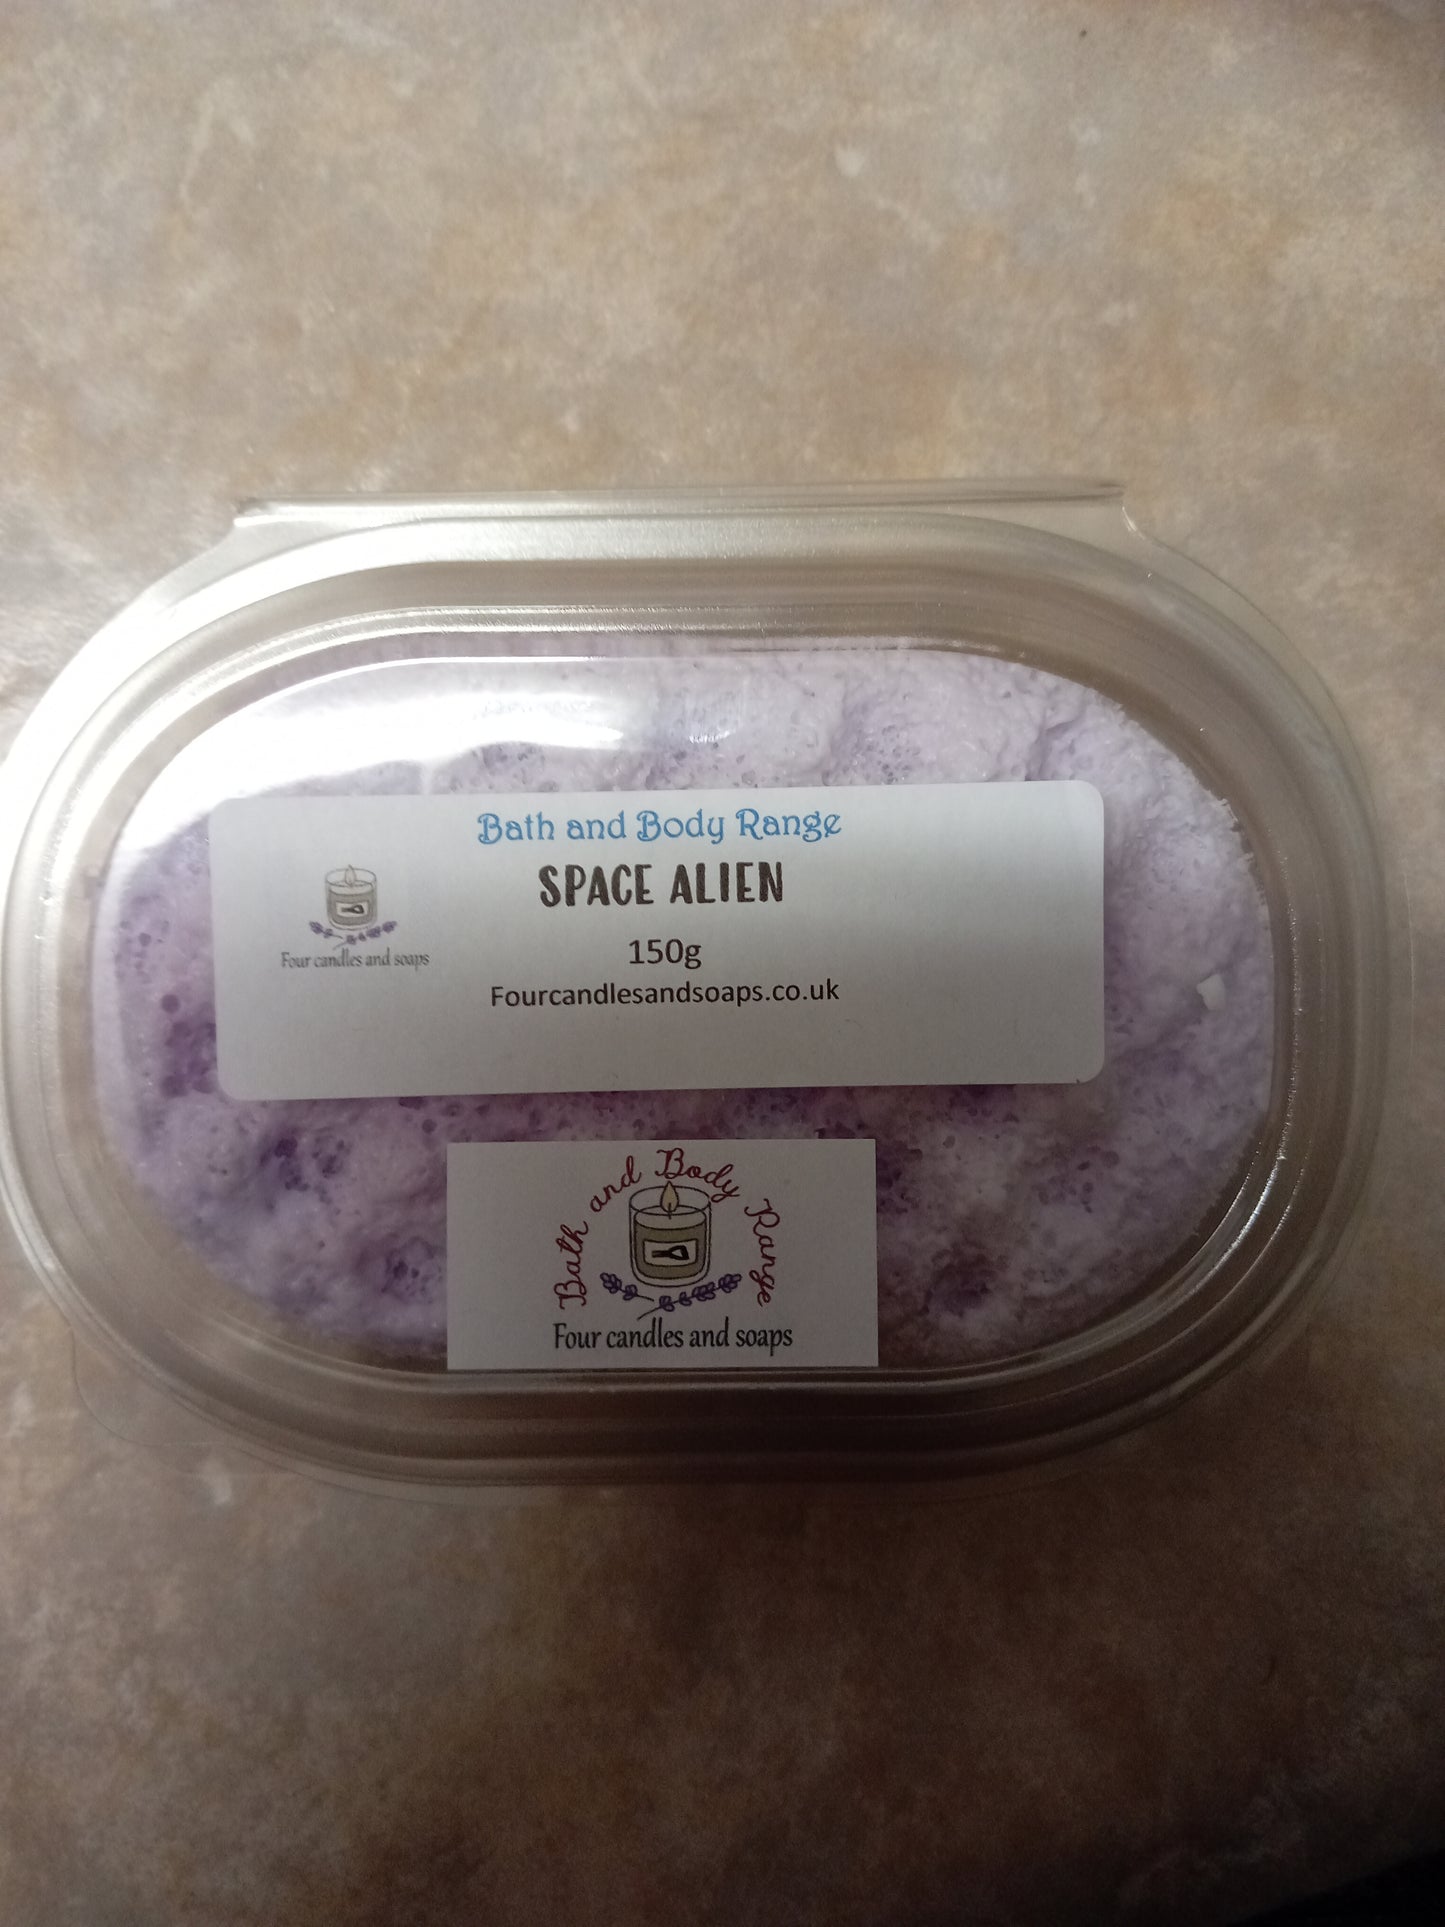 Bath and Body Range
SPACE ALIEN
Four candles and soaps
150g
Fourcandlesandsoaps.co.uk
Bath and Body Range
Four candles and soaps